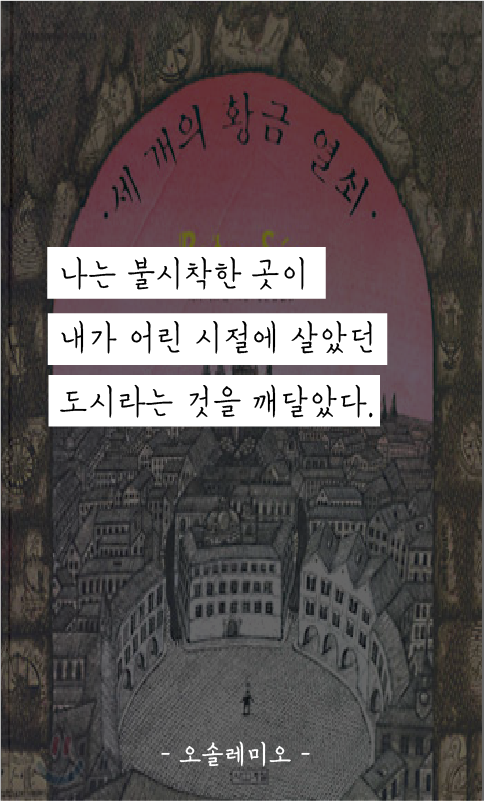 ·세 개의 황금 열쇠·
나는 불시착한 곳이
내가 어린 시절에 살았던
도시라는 것을 깨달았다.
- 오솔레미오 -